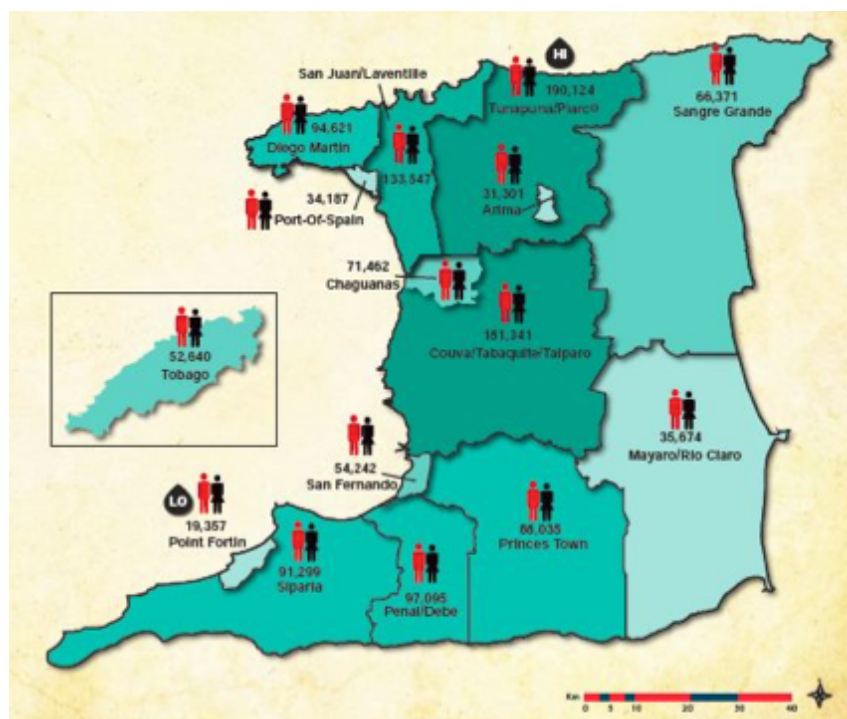 HI
San Juan/Laventille
190,124
Tunapuna/Piarco
66,371
Sangre Grande
94,621
Diego Martin
133,547
34,187
Port-Of-Spain
31,301
Arima
71,462
Chaguanas
181,341
Couva/Tabaquite/Talparo
52,640
Tobago
35,674
Mayaro/Rio Claro
54,242
San Fernando
LO
19,357
Point Fortin
88,035
Princes Town
91,299
Siparia
97,095
Penal/Debe
Km
0 5 10 20 30 40